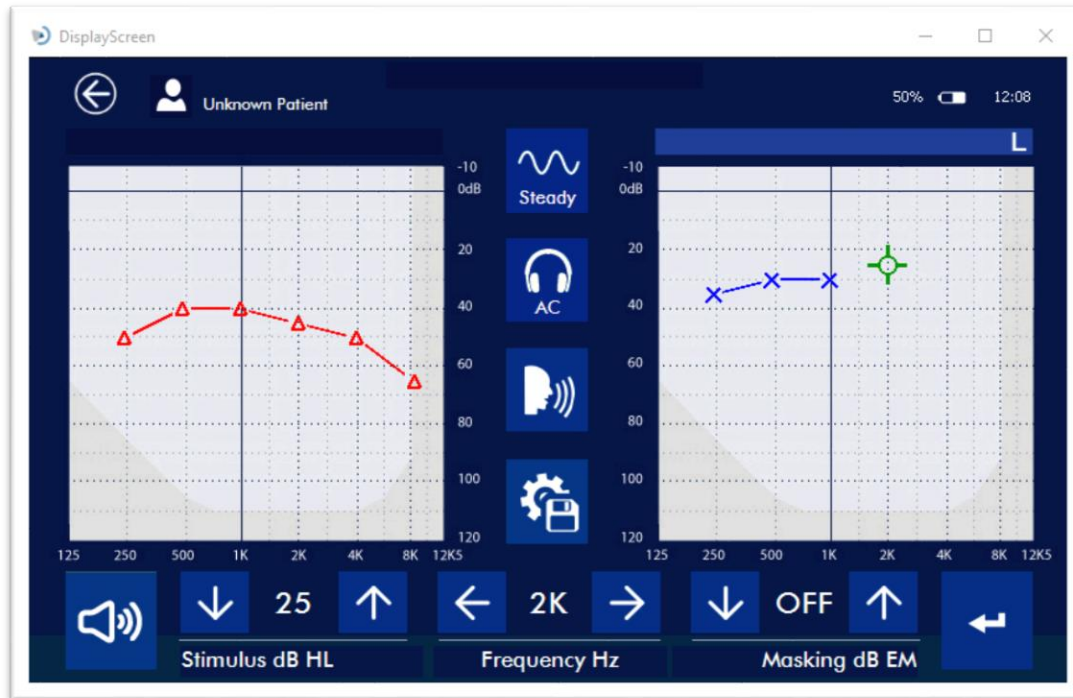 DisplayScreen
Unknown Patient
50% 12:08
L
Steady
AC
-10
0dB
20
40
60
80
100
120
125 250 500 1K 2K 4K 8K 12K5
-10
0dB
20
40
60
80
100
120
125 250 500 1K 2K 4K 8K 12K5
25 2K OFF
Stimulus dB HL Frequency Hz Masking dB EM